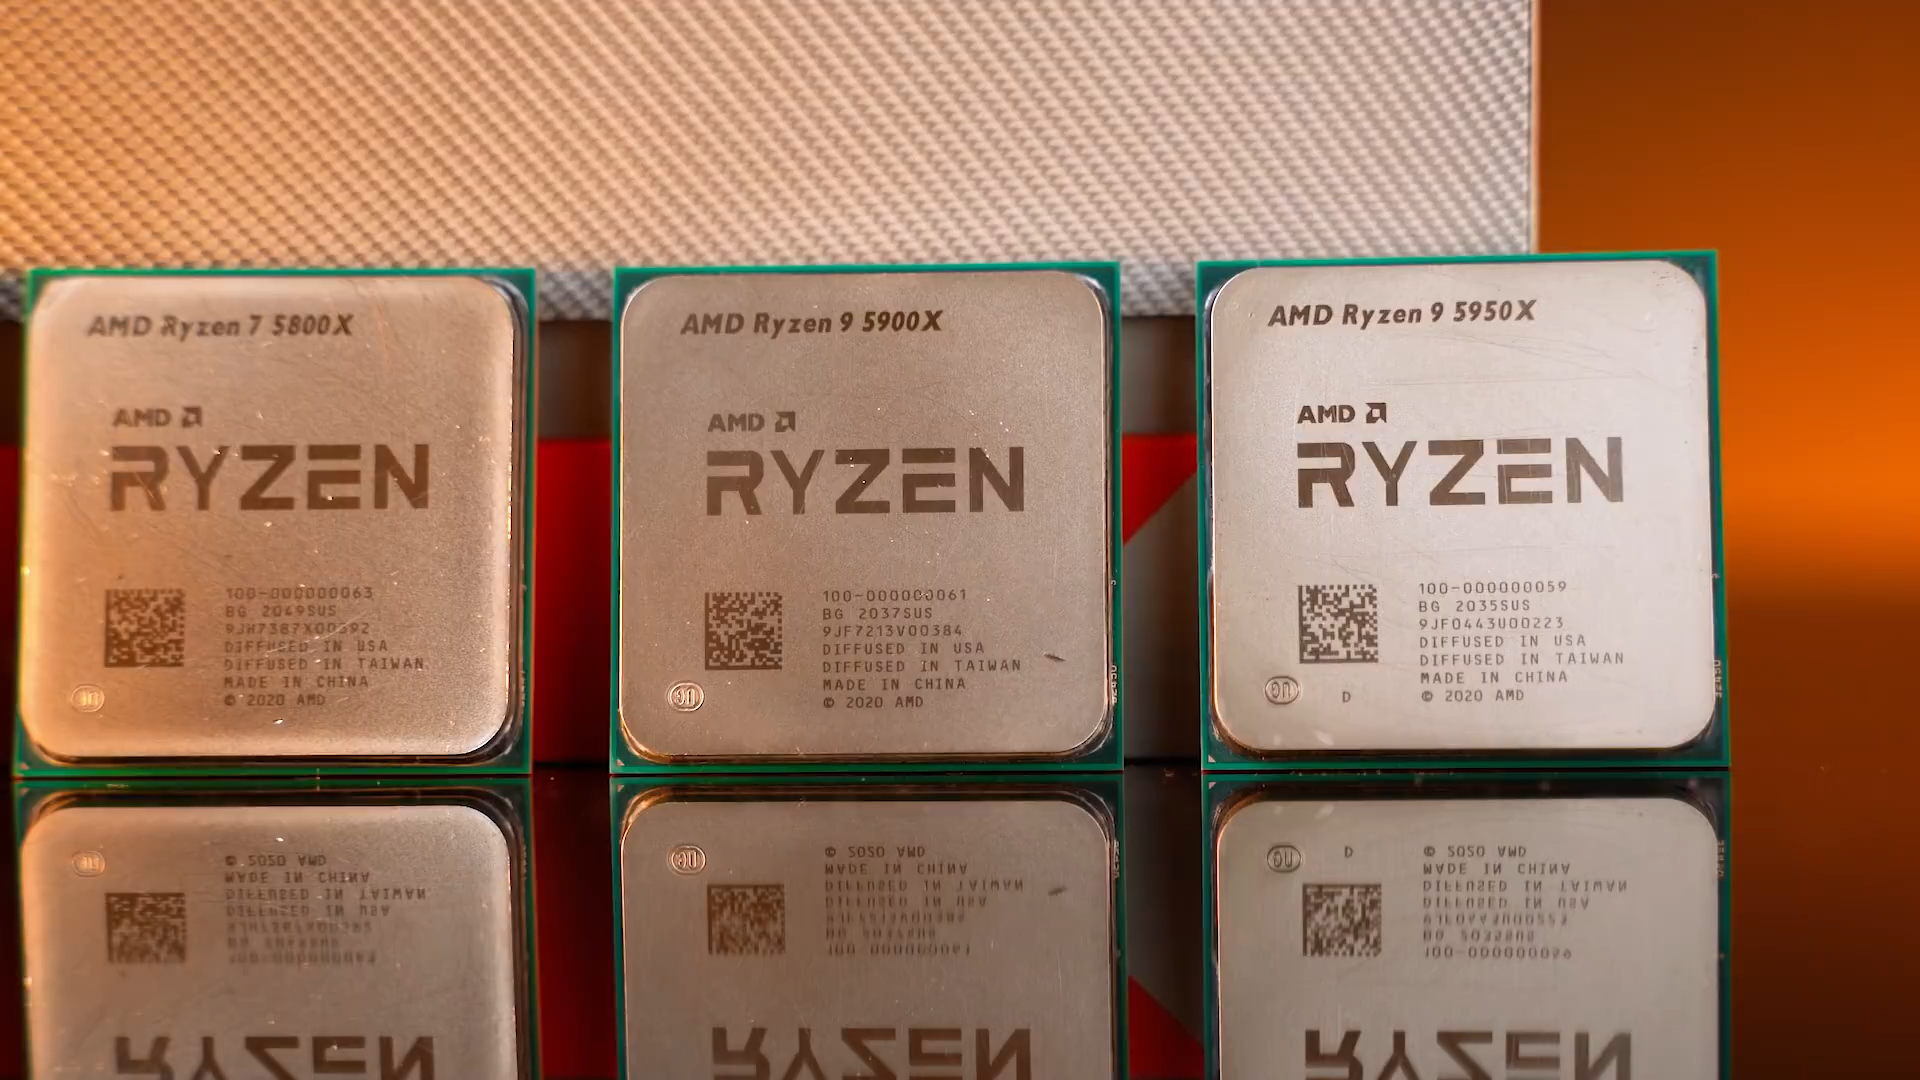 AMD Ryzen 7 5800X
AMD
RYZEN
100-000000063
BG 2049SUS
9JH7387X00392
DIFFUSED IN USA
DIFFUSED IN TAIWAN
MADE IN CHINA
© 2020 AMD
AMD Ryzen 9 5900X
AMD
RYZEN
100-000000061
BG 2037SUS
9JF7213V00384
DIFFUSED IN USA
DIFFUSED IN TAIWAN
MADE IN CHINA
© 2020 AMD
AMD Ryzen 9 5950X
AMD
RYZEN
100-000000059
BG 2035SUS
9JF0443U00223
DIFFUSED IN USA
DIFFUSED IN TAIWAN
MADE IN CHINA
D
© 2020 AMD